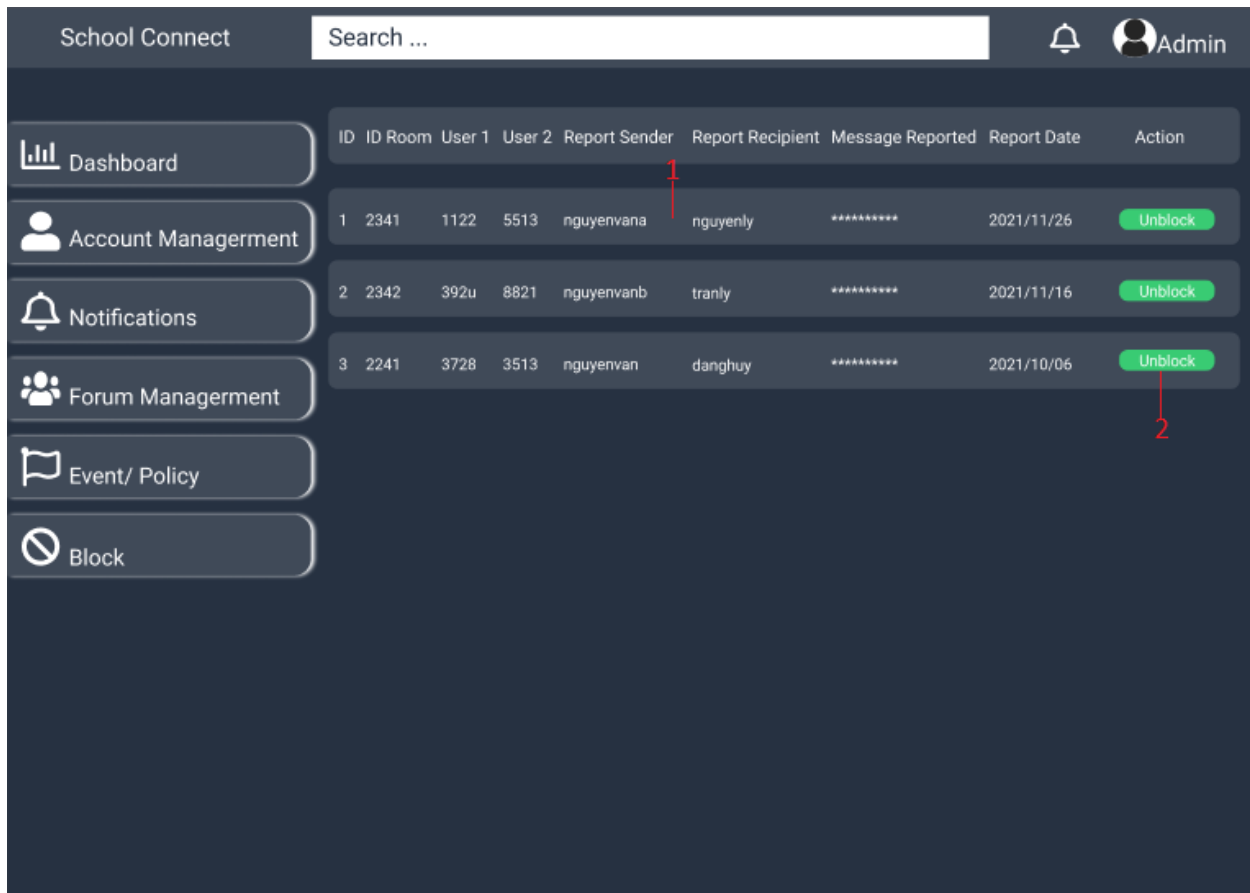 School Connect Search ... Admin
ID ID Room User 1 User 2 Report Sender Report Recipient Message Reported Report Date Action
Dashboard
1
1 2341 1122 5513 nguyenvana nguyenly ********** 2021/11/26 Unblock
Account Managerment
2 2342 392u 8821 nguyenvanb tranly ********** 2021/11/16 Unblock
Notifications
3 2241 3728 3513 nguyenvan danghuy ********** 2021/10/06 Unblock
Forum Managerment
2
Event/ Policy
Block